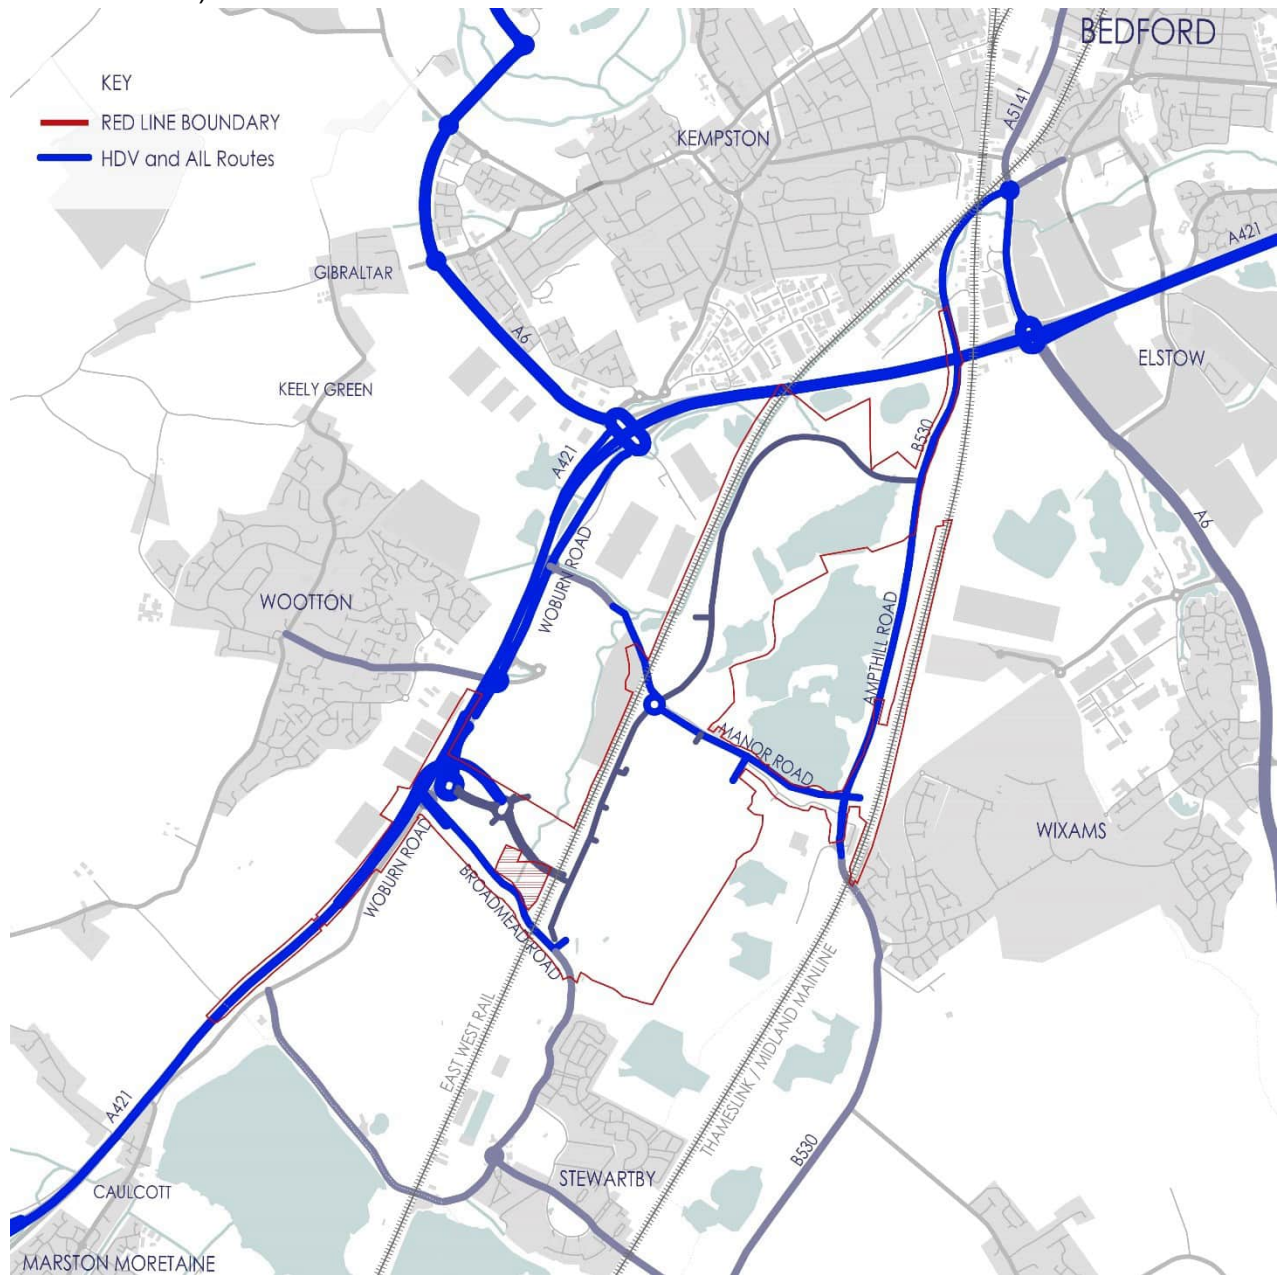 BEDFORD
KEY
RED LINE BOUNDARY
HDV and AIL Routes
A5141
KEMPSTON
A421
GIBRALTAR
A6
ELSTOW
KEELY GREEN
B530
A421
A6
WOBURN ROAD
WOOTTON
AMPTHILL ROAD
MANOR ROAD
WIXAMS
WOBURN ROAD
BROADMEAD ROAD
EAST WEST RAIL
THAMESLINK / MIDLAND MAINLINE
A421
B530
STEWARTBY
CAULCOTT
MARSTON MORETAINE